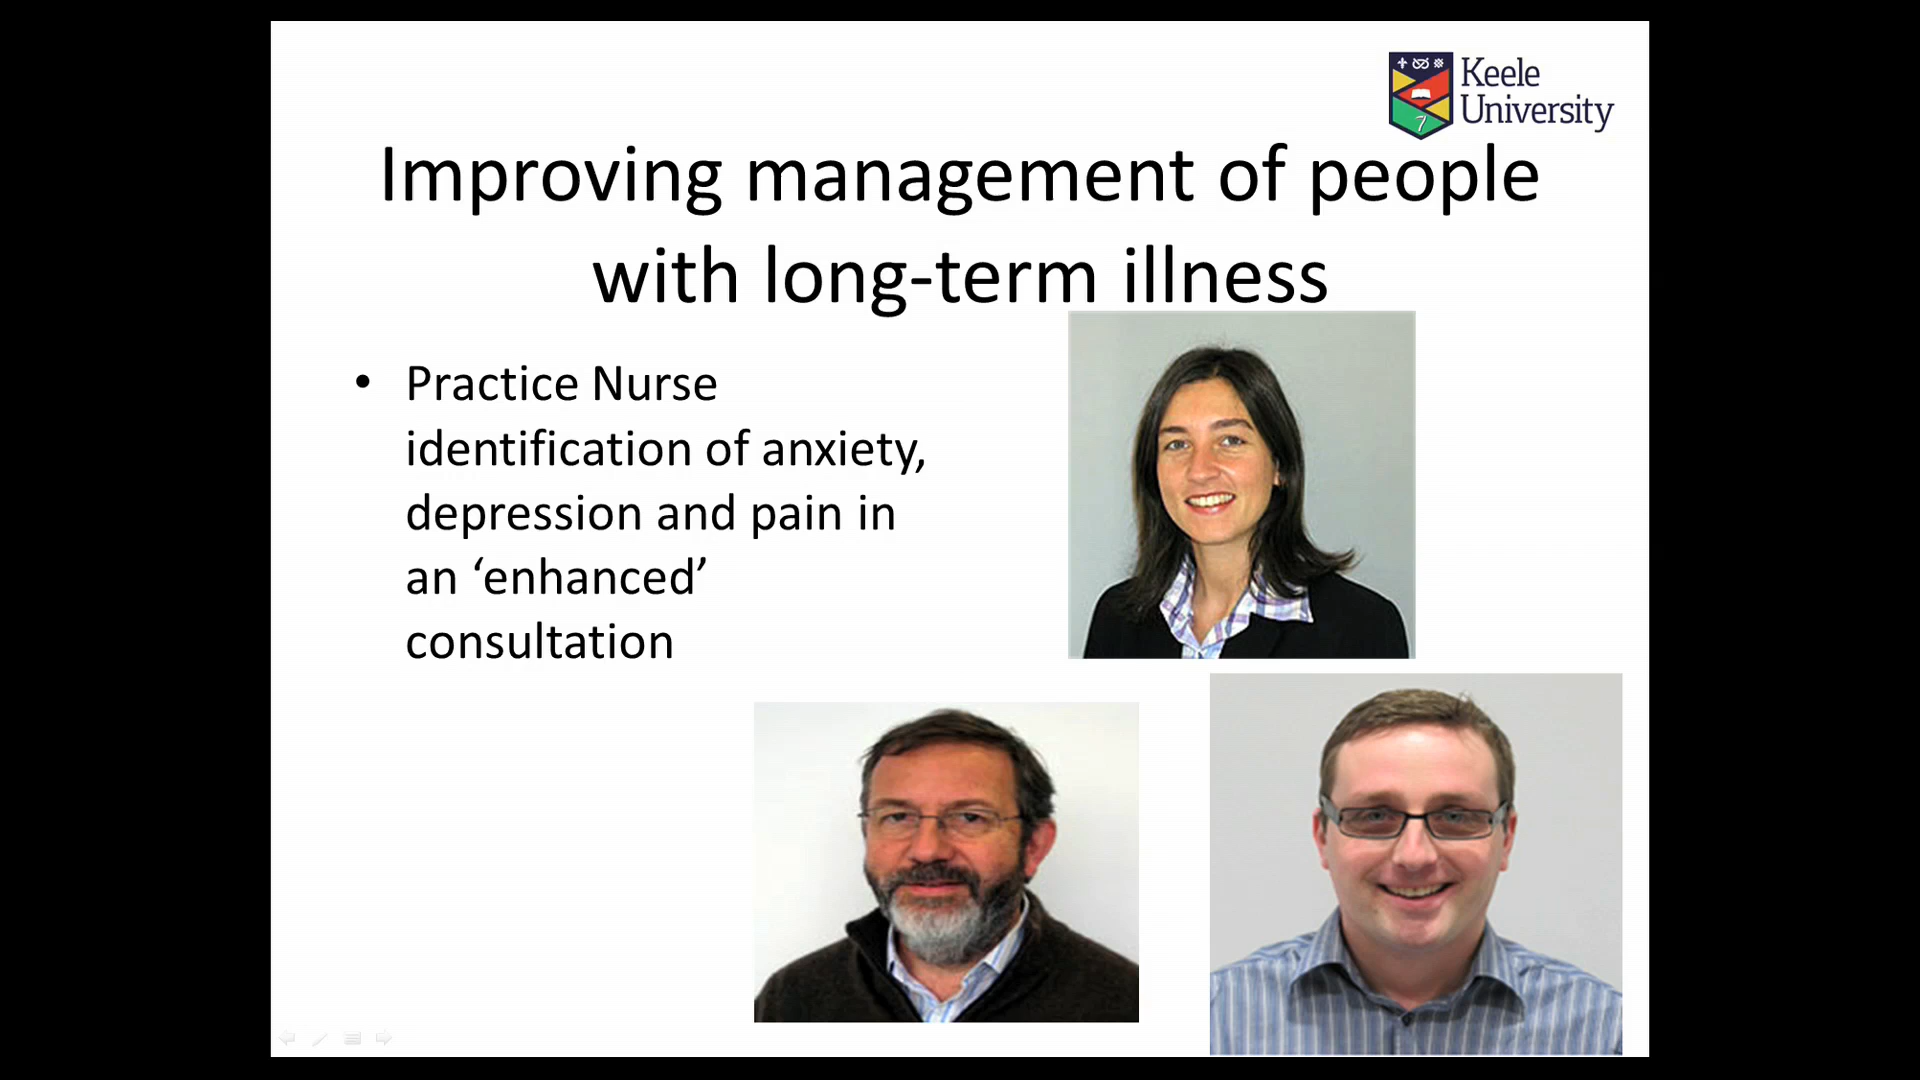 Keele
University
Improving management of people
with long-term illness
• Practice Nurse
identification of anxiety,
depression and pain in
an ‘enhanced’
consultation